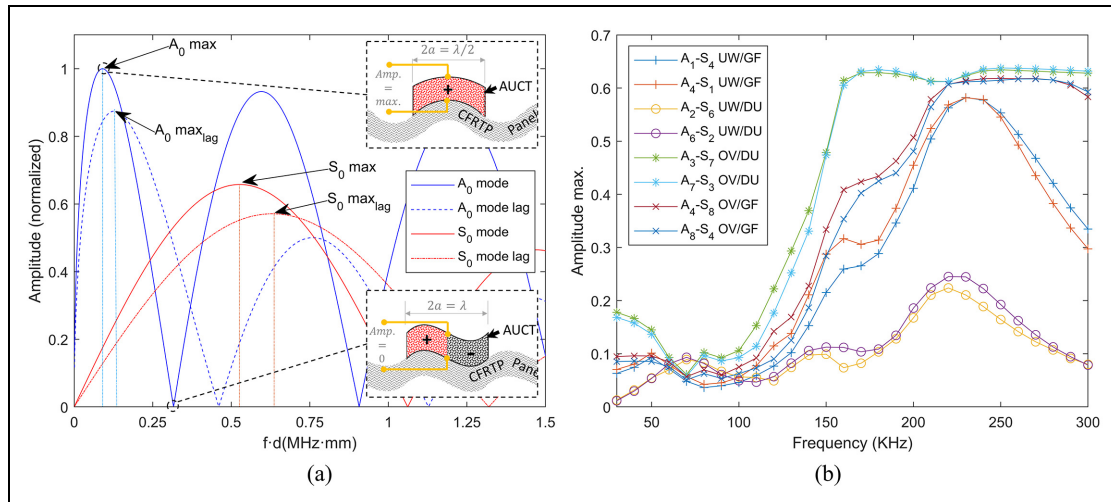 A₀ max
A₀ max_lag
S₀ max
S₀ max_lag
2a = λ/2
Amp.
=
max.
+
AUCT
CFRTP Panel
A₀ mode
A₀ mode lag
S₀ mode
S₀ mode lag
2a = λ
Amp.
=
0
+
-
AUCT
CFRTP Panel
Amplitude (normalized)
1
0.8
0.6
0.4
0.2
0
0 0.25 0.5 0.75 1 1.25 1.5
f·d(MHz·mm)
(a)
A₁-S₄ UW/GF
A₄-S₁ UW/GF
A₂-S₆ UW/DU
A₆-S₂ UW/DU
A₃-S₇ OV/DU
A₇-S₃ OV/DU
A₄-S₈ OV/GF
A₈-S₄ OV/GF
Amplitude max.
0.7
0.6
0.5
0.4
0.3
0.2
0.1
0
50 100 150 200 250 300
Frequency (KHz)
(b)